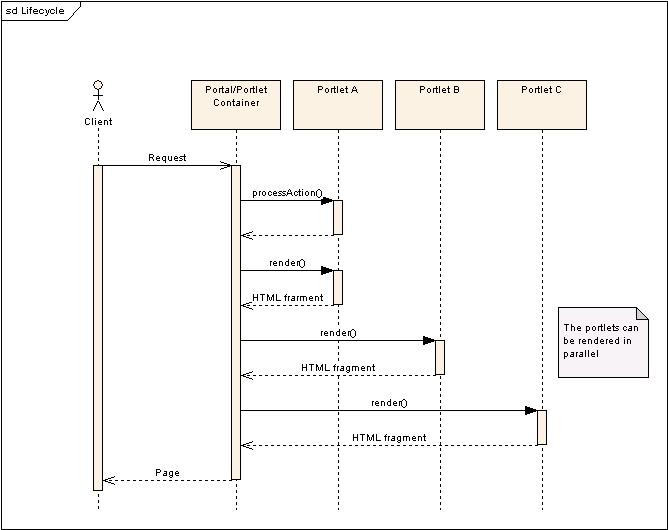 sd Lifecycle
Client
Portal/Portlet
Container
Portlet A
Portlet B
Portlet C
Request
processAction()
render()
HTML frarment
render()
HTML fragment
The portlets can
be rendered in
parallel
render()
HTML fragment
Page